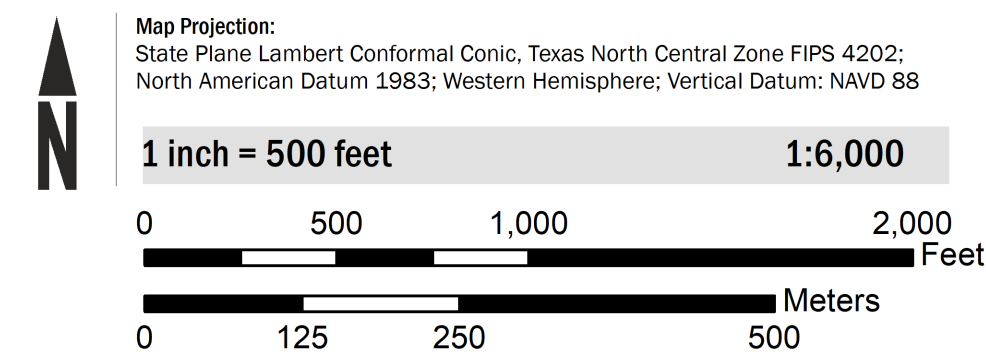 N
Map Projection:
State Plane Lambert Conformal Conic, Texas North Central Zone FIPS 4202;
North American Datum 1983; Western Hemisphere; Vertical Datum: NAVD 88
1 inch = 500 feet 1:6,000
0 500 1,000 2,000
Feet
Meters
0 125 250 500